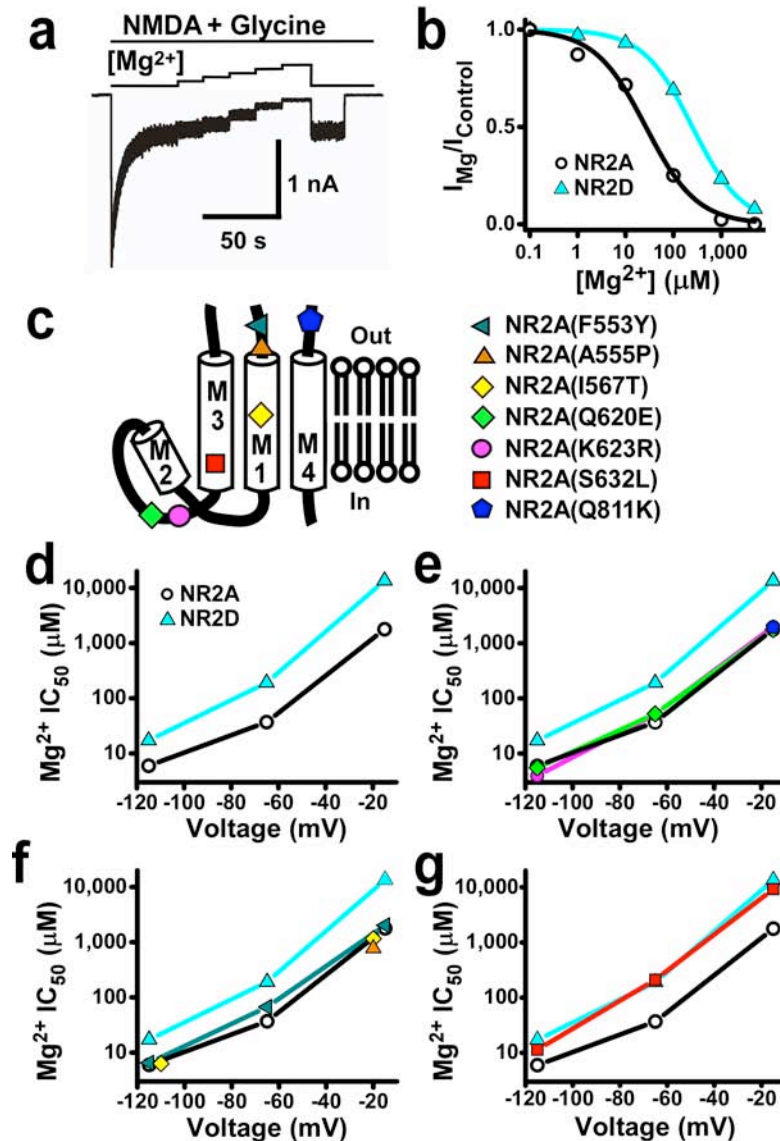 a
NMDA + Glycine
[Mg2+]
1 nA
50 s
b
IMg/IControl
1.0
0.5
0.0
NR2A
NR2D
0.1 1 10 100 1,000
[Mg2+] (μM)
c
M 3
M 2
M 1
M 4
Out
In
NR2A(F553Y)
NR2A(A555P)
NR2A(I567T)
NR2A(Q620E)
NR2A(K623R)
NR2A(S632L)
NR2A(Q811K)
d
Mg2+ IC50 (μM)
10,000
1,000
100
10
NR2A
NR2D
-120 -100 -80 -60 -40 -20
Voltage (mV)
e
Mg2+ IC50 (μM)
10,000
1,000
100
10
-120 -100 -80 -60 -40 -20
Voltage (mV)
f
Mg2+ IC50 (μM)
10,000
1,000
100
10
-120 -100 -80 -60 -40 -20
Voltage (mV)
g
Mg2+ IC50 (μM)
10,000
1,000
100
10
-120 -100 -80 -60 -40 -20
Voltage (mV)